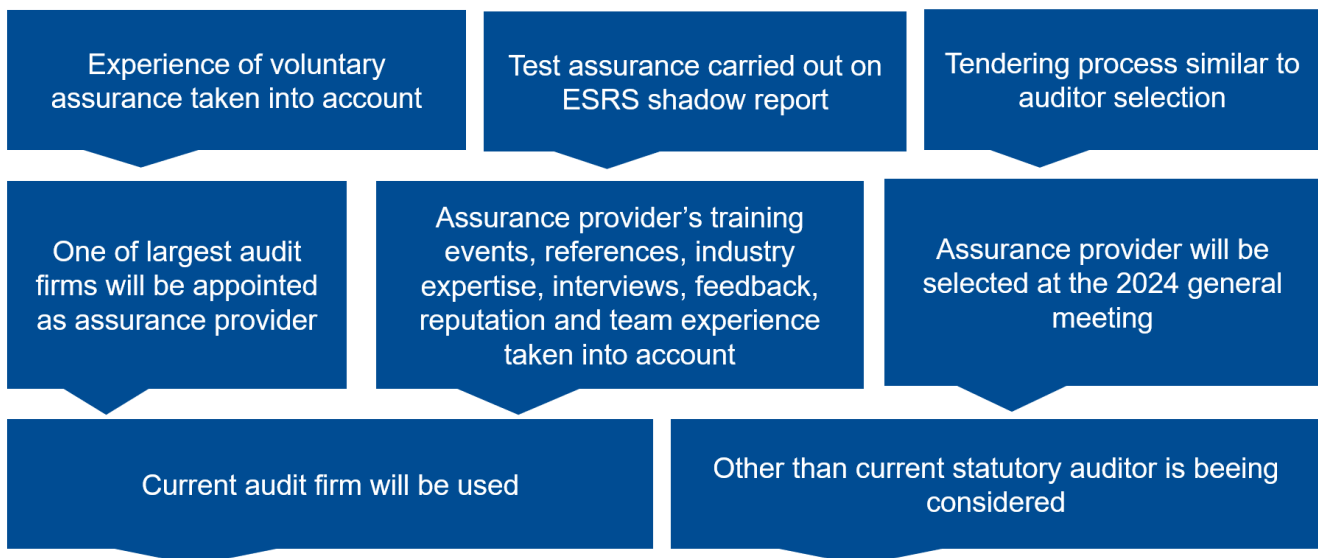 Experience of voluntary
assurance taken into account
Test assurance carried out on
ESRS shadow report
Tendering process similar to
auditor selection
One of largest audit
firms will be appointed
as assurance provider
Assurance provider's training
events, references, industry
expertise, interviews, feedback,
reputation and team experience
taken into account
Assurance provider will be
selected at the 2024 general
meeting
Current audit firm will be used
Other than current statutory auditor is beeing
considered